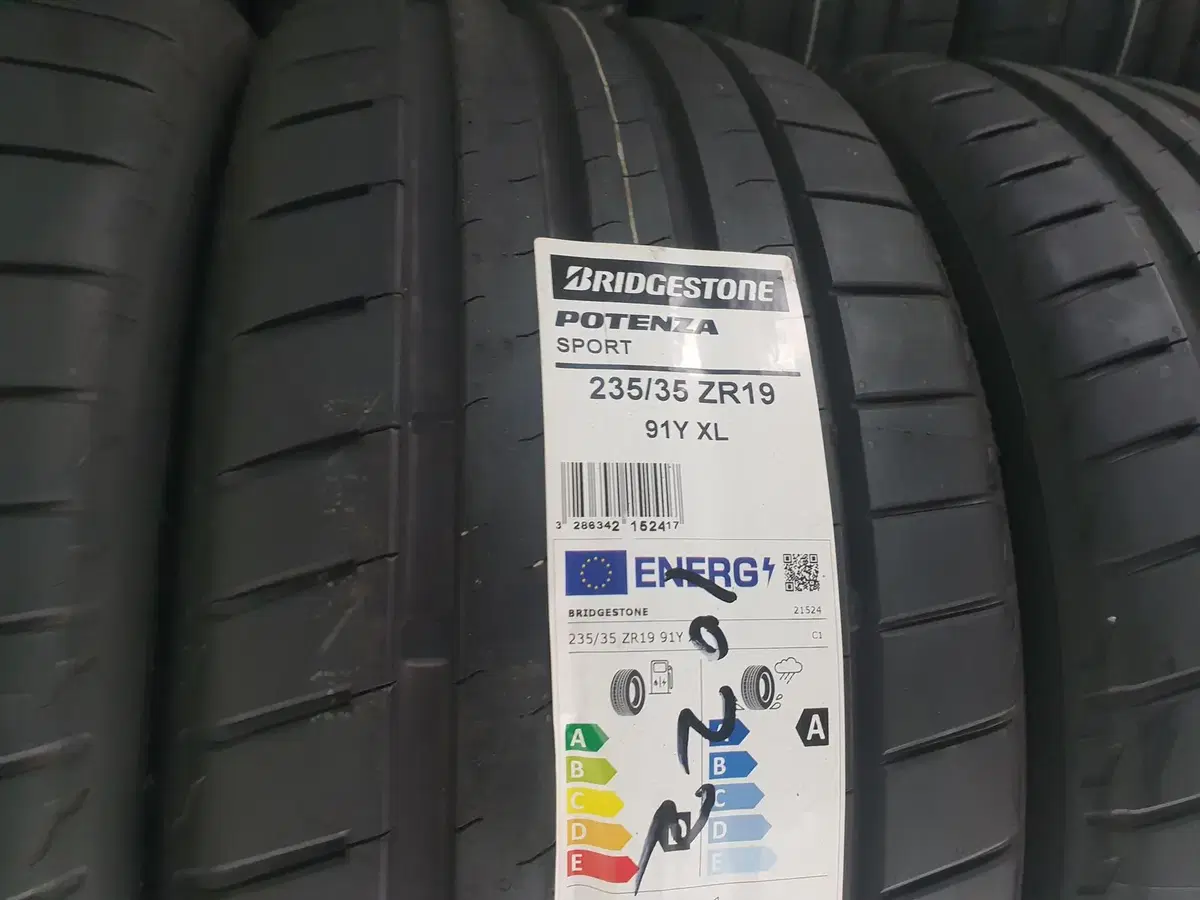 BRIDGESTONE
POTENZA
SPORT
235/35 ZR19
91Y XL
3 286342 152417
ENERG
BRIDGESTONE 21524
235/35 ZR19 91Y C1
A A A
B B
C C
D D
E E